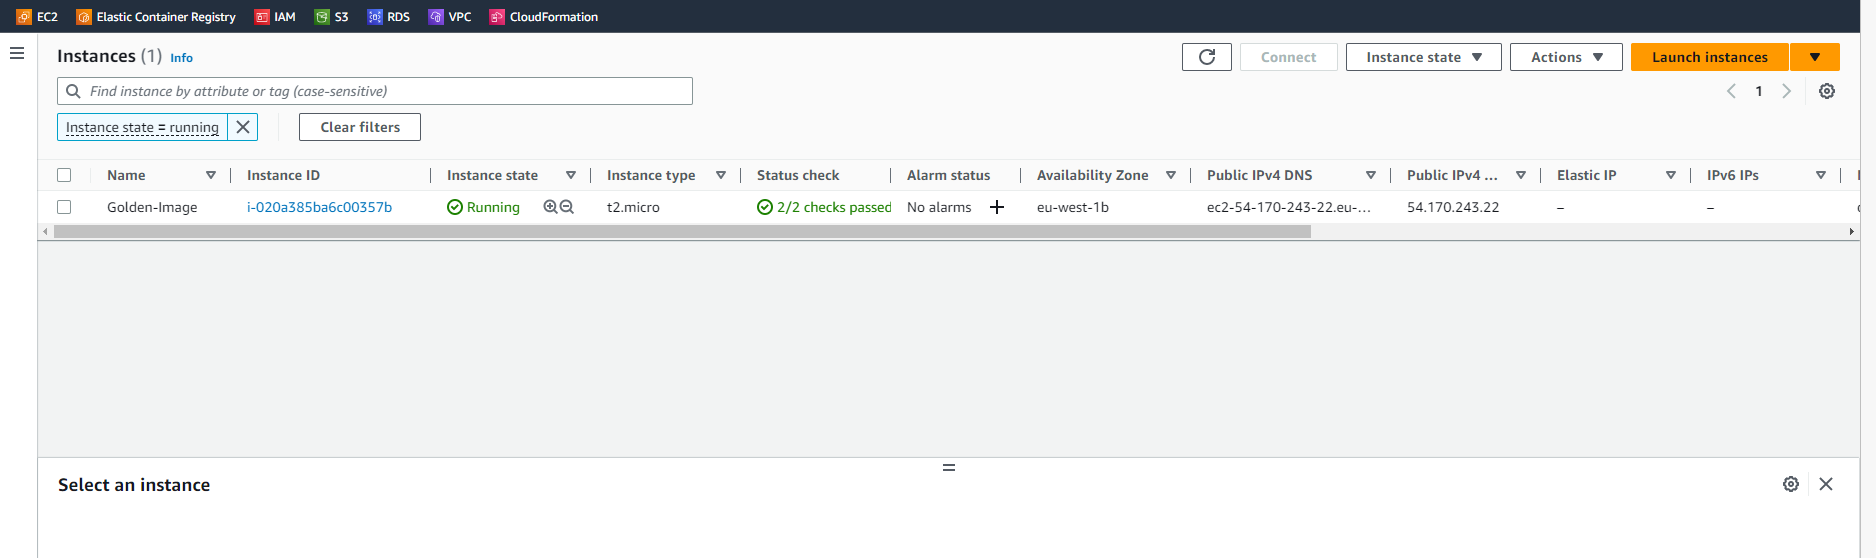 EC2 Elastic Container Registry IAM S3 RDS VPC CloudFormation
Instances (1) Info Connect Instance state Actions Launch instances
Find instance by attribute or tag (case-sensitive) 1
Instance state = running Clear filters
Name Instance ID Instance state Instance type Status check Alarm status Availability Zone Public IPv4 DNS Public IPv4 ... Elastic IP IPv6 IPs
Golden-Image i-020a385ba6c00357b Running t2.micro 2/2 checks passed No alarms + eu-west-1b ec2-54-170-243-22.eu-... 54.170.243.22 – –
Select an instance